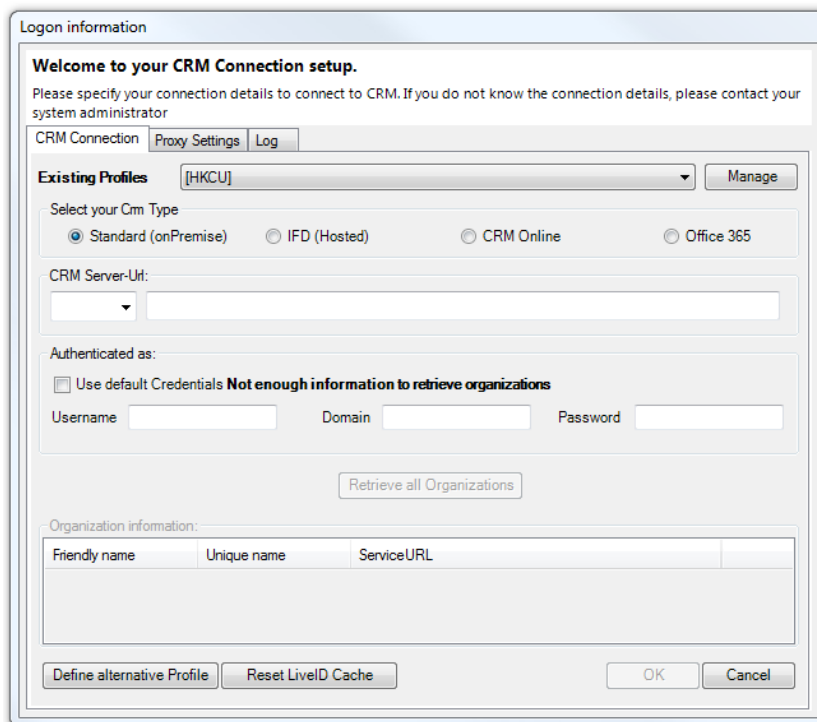 Logon information
Welcome to your CRM Connection setup.
Please specify your connection details to connect to CRM. If you do not know the connection details, please contact your
system administrator
CRM Connection Proxy Settings Log
Existing Profiles [HKCU] Manage
Select your Crm Type
Standard (onPremise) IFD (Hosted) CRM Online Office 365
CRM Server-Url:
Authenticated as:
Use default Credentials Not enough information to retrieve organizations
Username Domain Password
Retrieve all Organizations
Organization information:
Friendly name Unique name ServiceURL
Define alternative Profile Reset LiveID Cache OK Cancel